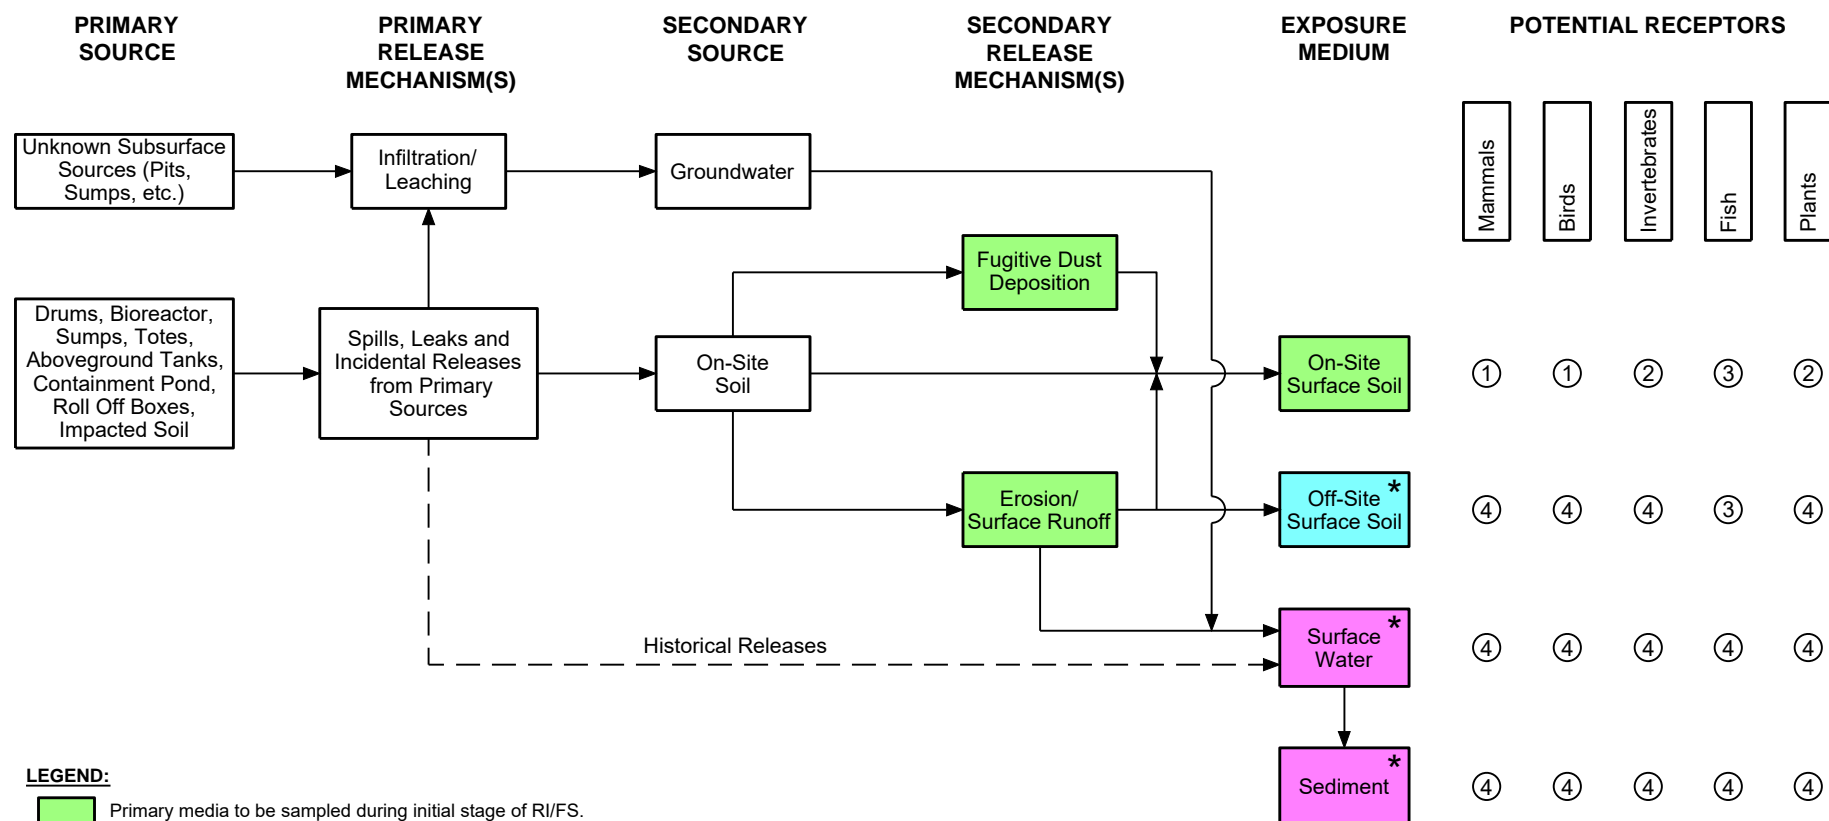 PRIMARY
SOURCE
PRIMARY
RELEASE
MECHANISM(S)
SECONDARY
SOURCE
SECONDARY
RELEASE
MECHANISM(S)
EXPOSURE
MEDIUM
POTENTIAL RECEPTORS
Mammals
Birds
Invertebrates
Fish
Plants
Unknown Subsurface
Sources (Pits,
Sumps, etc.)
Infiltration/
Leaching
Groundwater
Fugitive Dust
Deposition
Drums, Bioreactor,
Sumps, Totes,
Aboveground Tanks,
Containment Pond,
Roll Off Boxes,
Impacted Soil
Spills, Leaks and
Incidental Releases
from Primary
Sources
On-Site
Soil
On-Site
Surface Soil
1 1 2 3 2
Erosion/
Surface Runoff
Off-Site *
Surface Soil
4 4 4 3 4
Historical Releases
Surface *
Water
4 4 4 4 4
Sediment *
4 4 4 4 4
LEGEND:
Primary media to be sampled during initial stage of RI/FS.